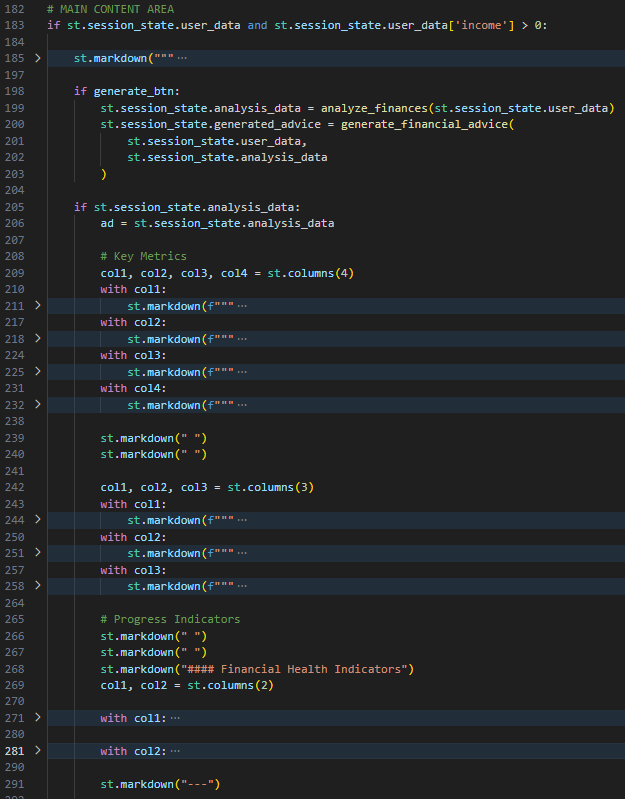 182 # MAIN CONTENT AREA
183 if st.session_state.user_data and st.session_state.user_data['income'] > 0:
184
185 st.markdown(""" ···
197
198 if generate_btn:
199 st.session_state.analysis_data = analyze_finances(st.session_state.user_data)
200 st.session_state.generated_advice = generate_financial_advice(
201 st.session_state.user_data,
202 st.session_state.analysis_data
203 )
204
205 if st.session_state.analysis_data:
206 ad = st.session_state.analysis_data
207
208 # Key Metrics
209 col1, col2, col3, col4 = st.columns(4)
210 with col1:
211 st.markdown(f""" ···
217 with col2:
218 st.markdown(f""" ···
224 with col3:
225 st.markdown(f""" ···
231 with col4:
232 st.markdown(f""" ···
238
239 st.markdown(" ")
240 st.markdown(" ")
241
242 col1, col2, col3 = st.columns(3)
243 with col1:
244 st.markdown(f""" ···
250 with col2:
251 st.markdown(f""" ···
257 with col3:
258 st.markdown(f""" ···
264
265 # Progress Indicators
266 st.markdown(" ")
267 st.markdown(" ")
268 st.markdown("#### Financial Health Indicators")
269 col1, col2 = st.columns(2)
270
271 with col1: ···
280
281 with col2: ···
290
291 st.markdown("---")